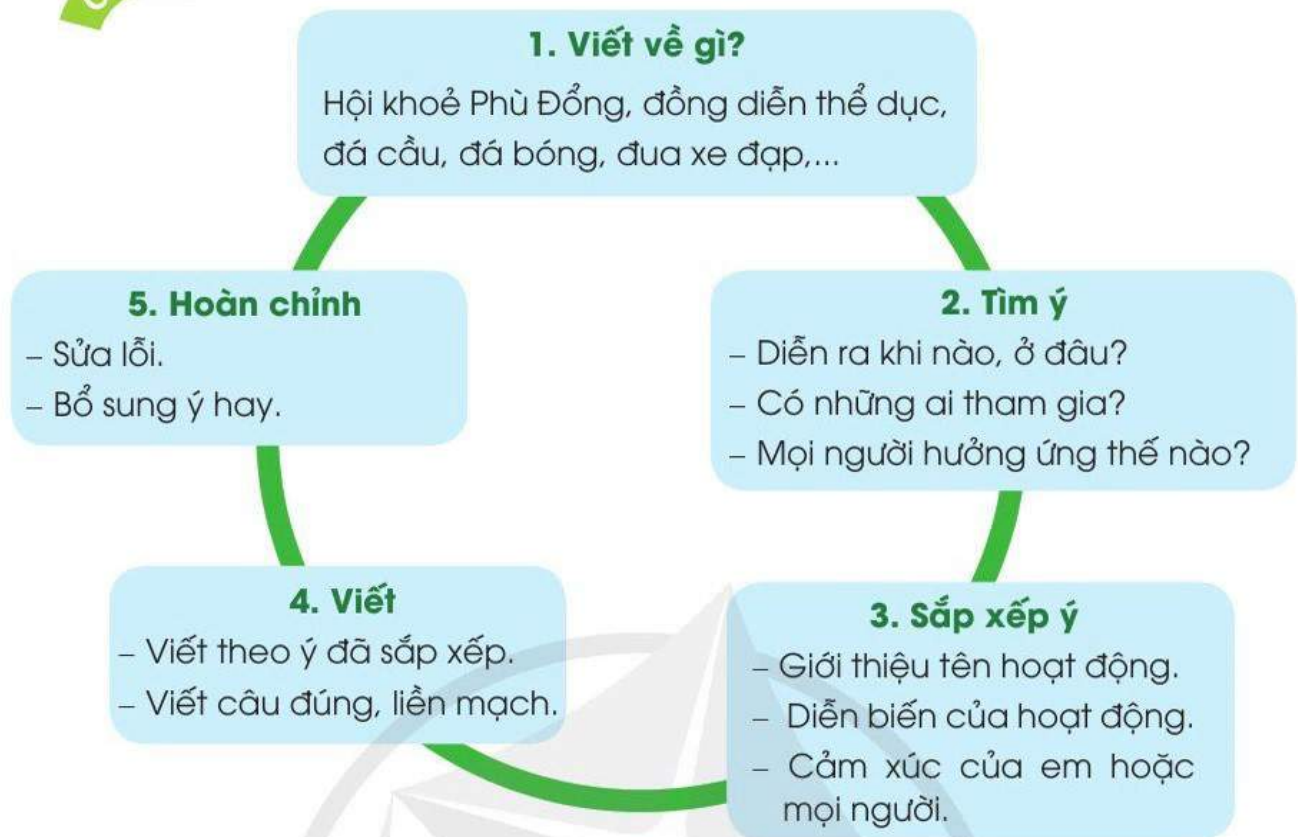 1. Viết về gì?
Hội khoẻ Phù Đổng, đồng diễn thể dục,
đá cầu, đá bóng, đua xe đạp,...
2. Tìm ý
– Diễn ra khi nào, ở đâu?
– Có những ai tham gia?
– Mọi người hưởng ứng thế nào?
3. Sắp xếp ý
– Giới thiệu tên hoạt động.
– Diễn biến của hoạt động.
– Cảm xúc của em hoặc
mọi người.
4. Viết
– Viết theo ý đã sắp xếp.
– Viết câu đúng, liền mạch.
5. Hoàn chỉnh
– Sửa lỗi.
– Bổ sung ý hay.